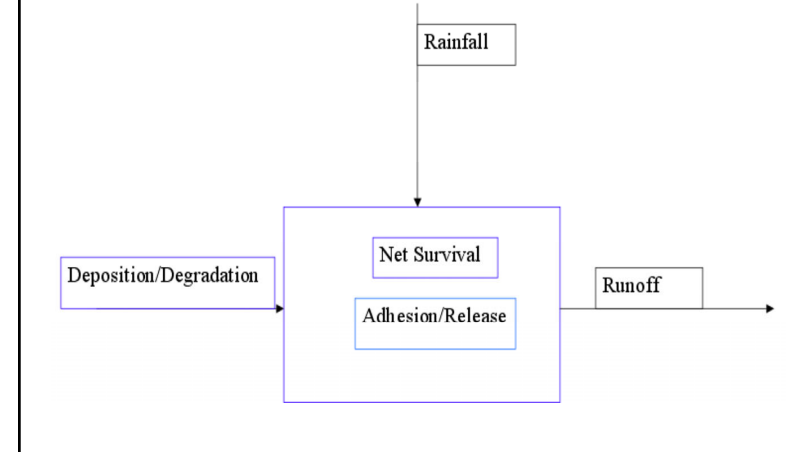 Rainfall
Net Survival
Deposition/Degradation
Runoff
Adhesion/Release